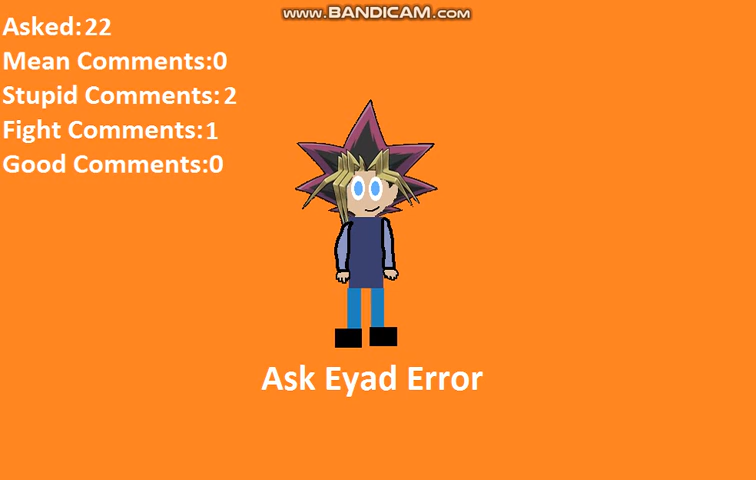 www.BANDICAM.com
Asked:22
Mean Comments:0
Stupid Comments:2
Fight Comments:1
Good Comments:0
Ask Eyad Error